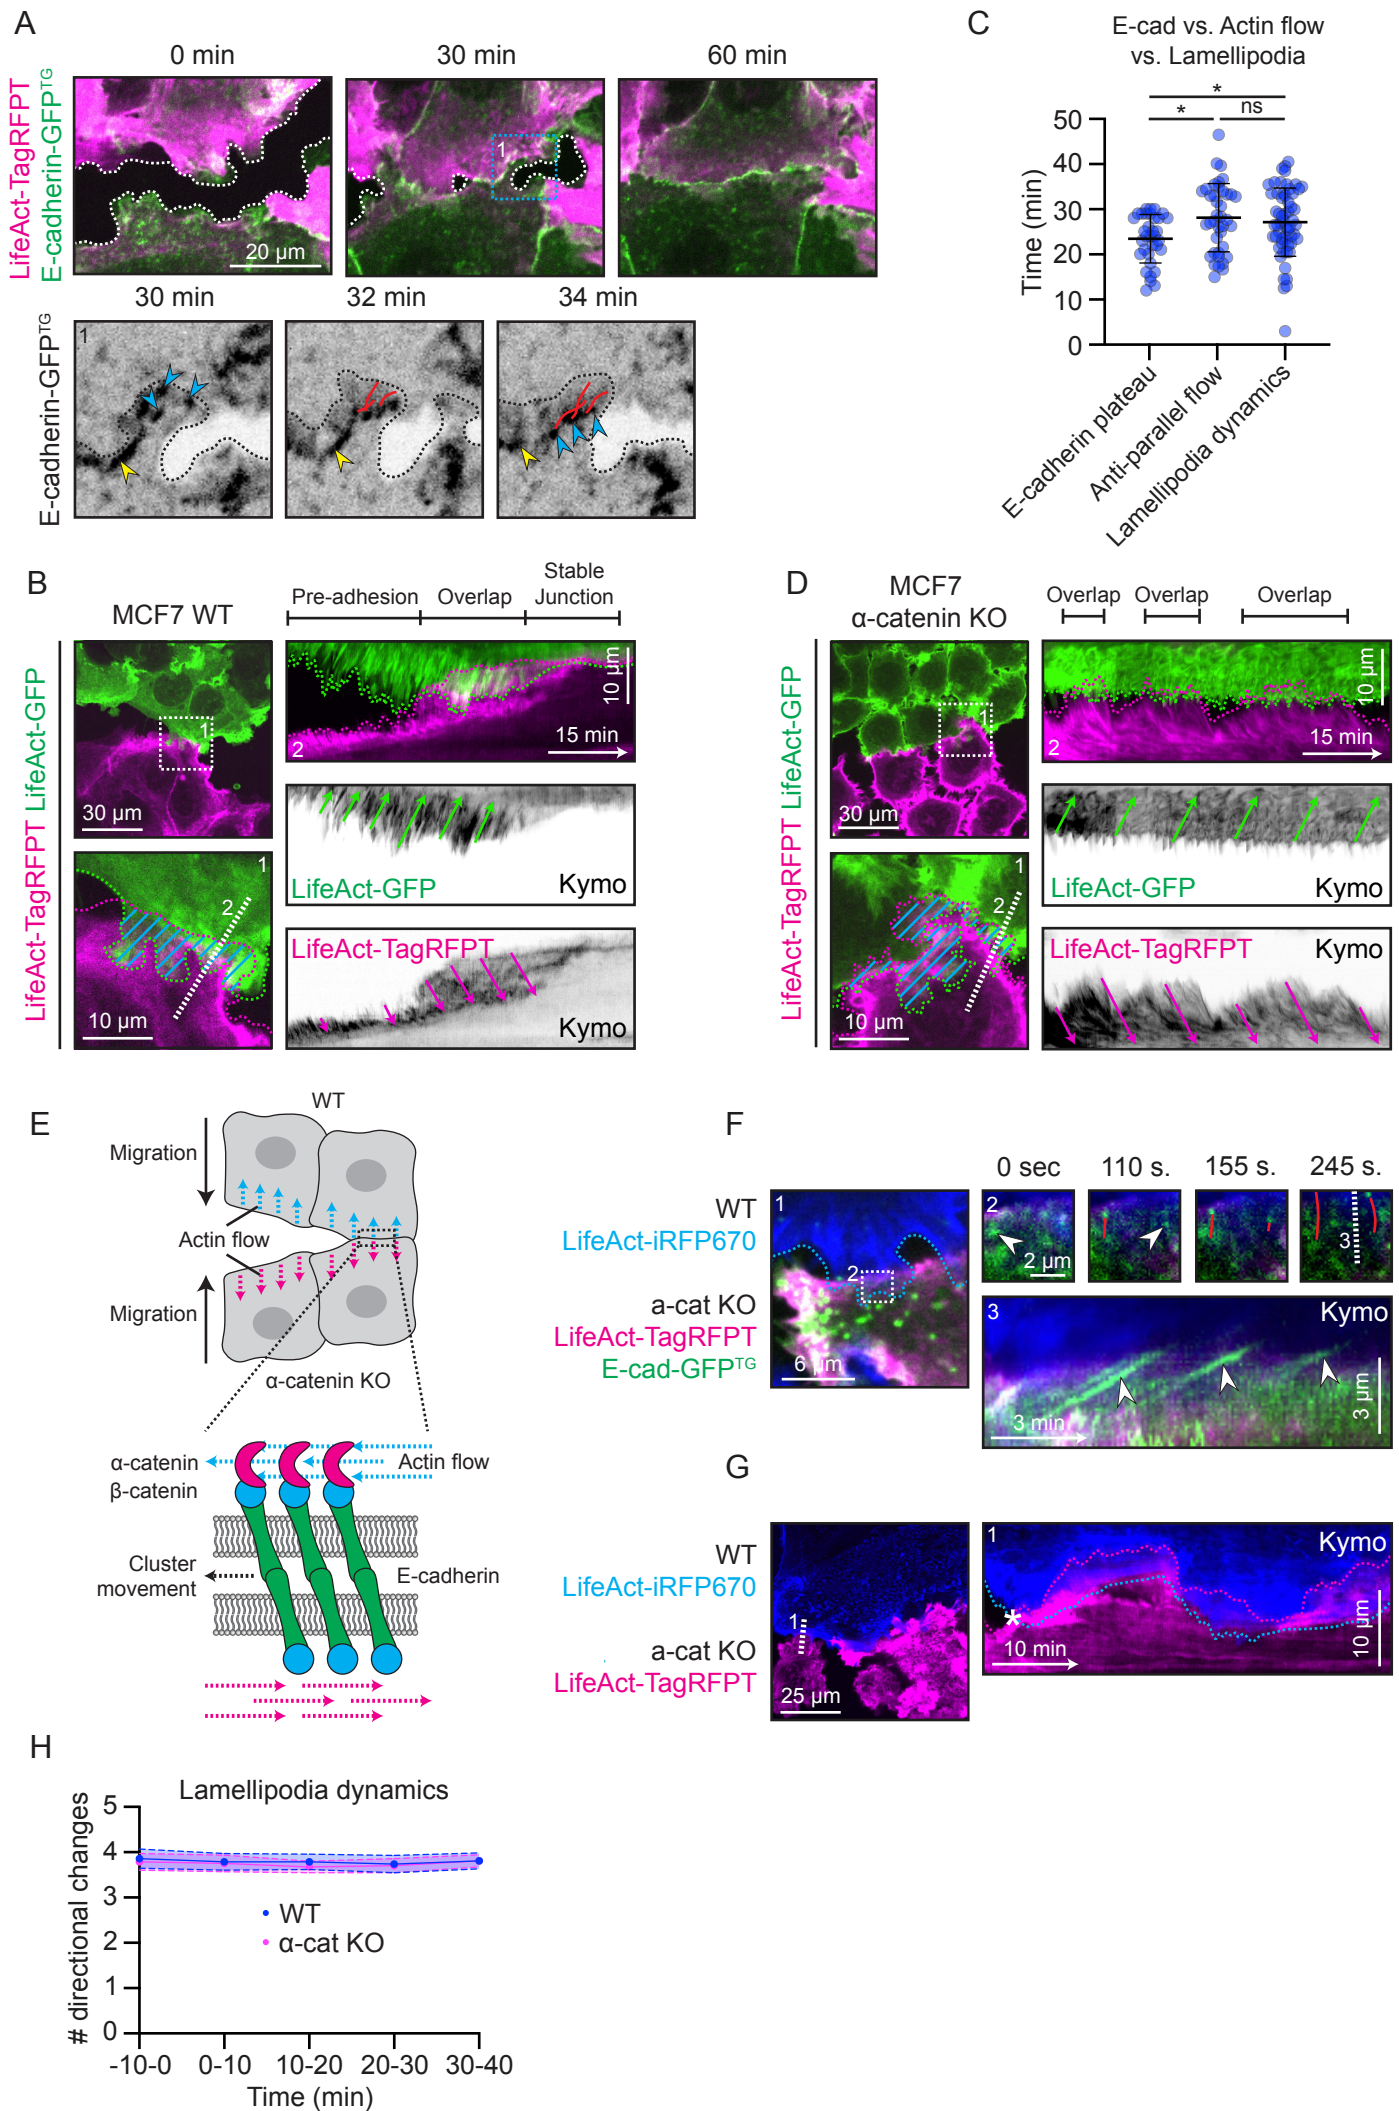 A
0 min
30 min
60 min
LifeAct-TagRFPT
E-cadherin-GFPTG
1
20 µm
30 min
32 min
34 min
E-cadherin-GFPTG
1
C
E-cad vs. Actin flow
vs. Lamellipodia
*
*
ns
Time (min)
50
40
30
20
10
0
E-cadherin plateau
Anti-parallel flow
Lamellipodia dynamics
B
MCF7 WT
Pre-adhesion
Overlap
Stable
Junction
LifeAct-TagRFPT LifeAct-GFP
1
30 µm
2
10 µm
15 min
1
2
10 µm
LifeAct-GFP
Kymo
LifeAct-TagRFPT
Kymo
D
MCF7
α-catenin KO
Overlap
Overlap
Overlap
LifeAct-TagRFPT LifeAct-GFP
1
30 µm
2
10 µm
15 min
1
2
10 µm
LifeAct-GFP
Kymo
LifeAct-TagRFPT
Kymo
E
WT
Migration
Actin flow
Migration
α-catenin KO
α-catenin
β-catenin
Actin flow
Cluster
movement
E-cadherin
F
WT
LifeAct-iRFP670
a-cat KO
LifeAct-TagRFPT
E-cad-GFPTG
1
2
6 µm
0 sec
110 s.
155 s.
245 s.
2
2 µm
3
3
Kymo
3 min
3 µm
G
WT
LifeAct-iRFP670
a-cat KO
LifeAct-TagRFPT
1
25 µm
1
Kymo
*
10 min
10 µm
H
Lamellipodia dynamics
# directional changes
5
4
3
2
1
0
WT
α-cat KO
-10-0
0-10
10-20
20-30
30-40
Time (min)